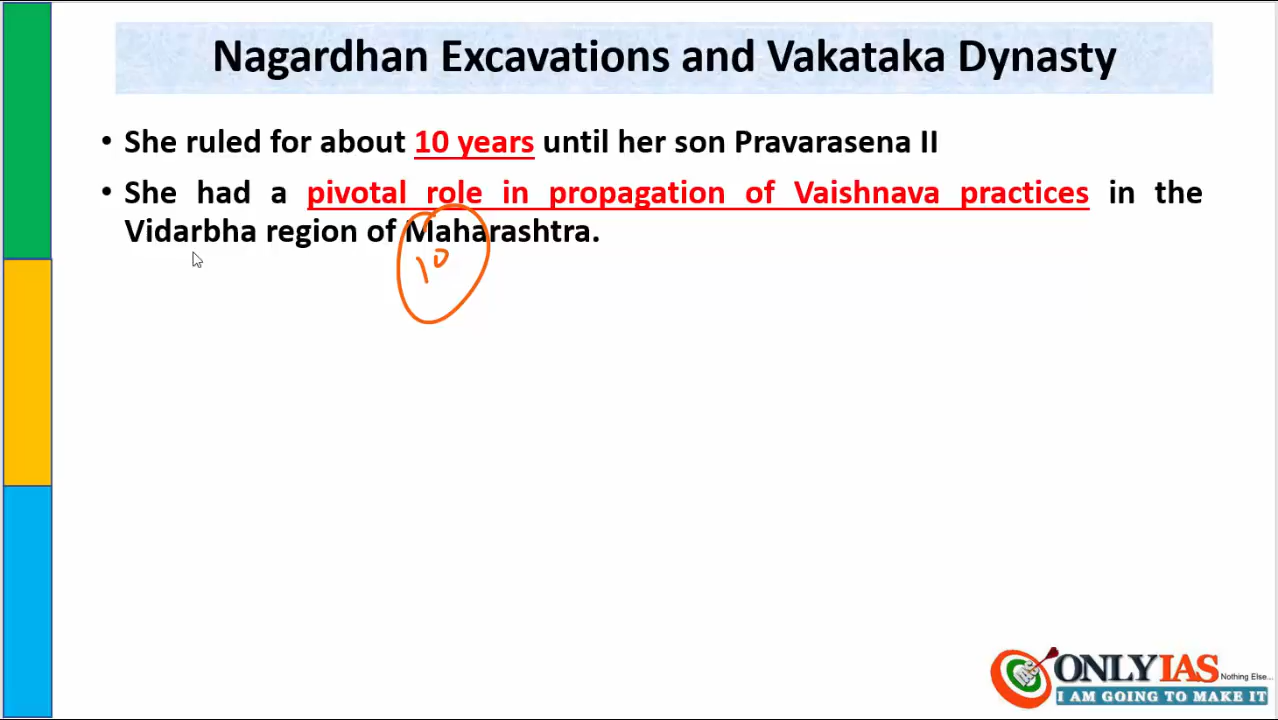 Nagardhan Excavations and Vakataka Dynasty
• She ruled for about 10 years until her son Pravarasena II
• She had a pivotal role in propagation of Vaishnava practices in the
Vidarbha region of Maharashtra.
10
ONLYIAS Nothing Else...
I AM GOING TO MAKE IT